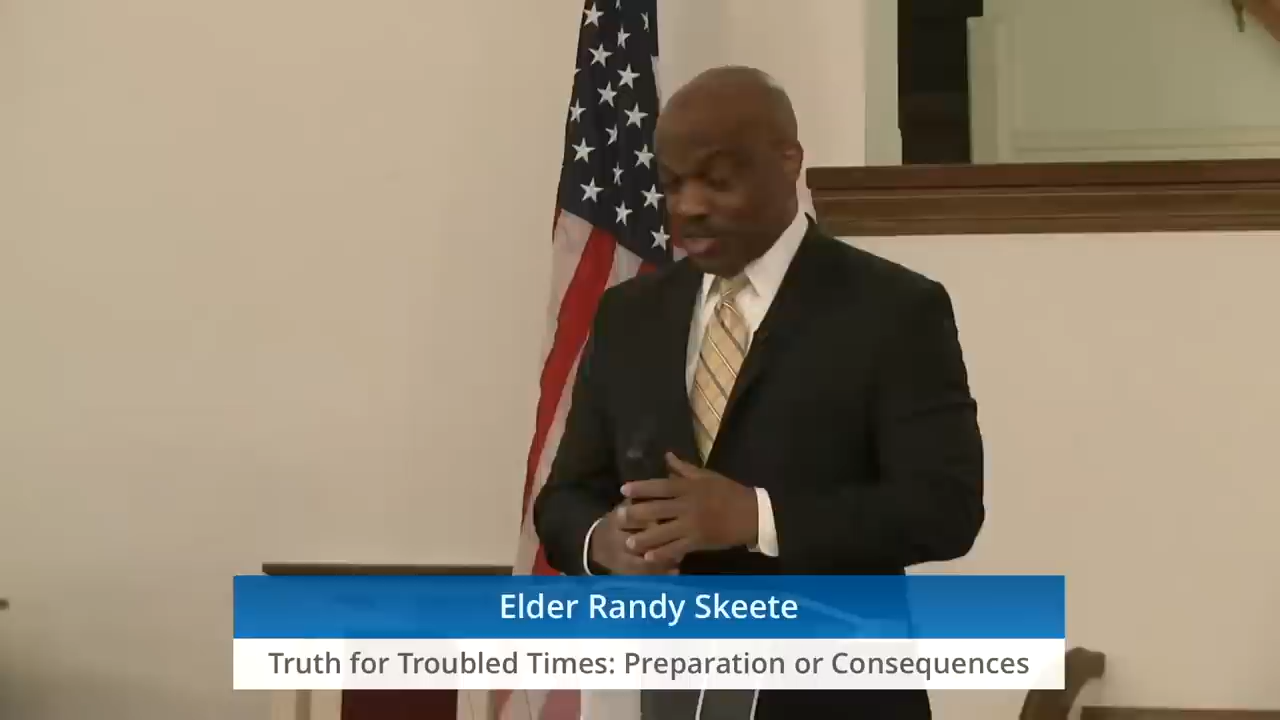 Elder Randy Skeete
Truth for Troubled Times: Preparation or Consequences